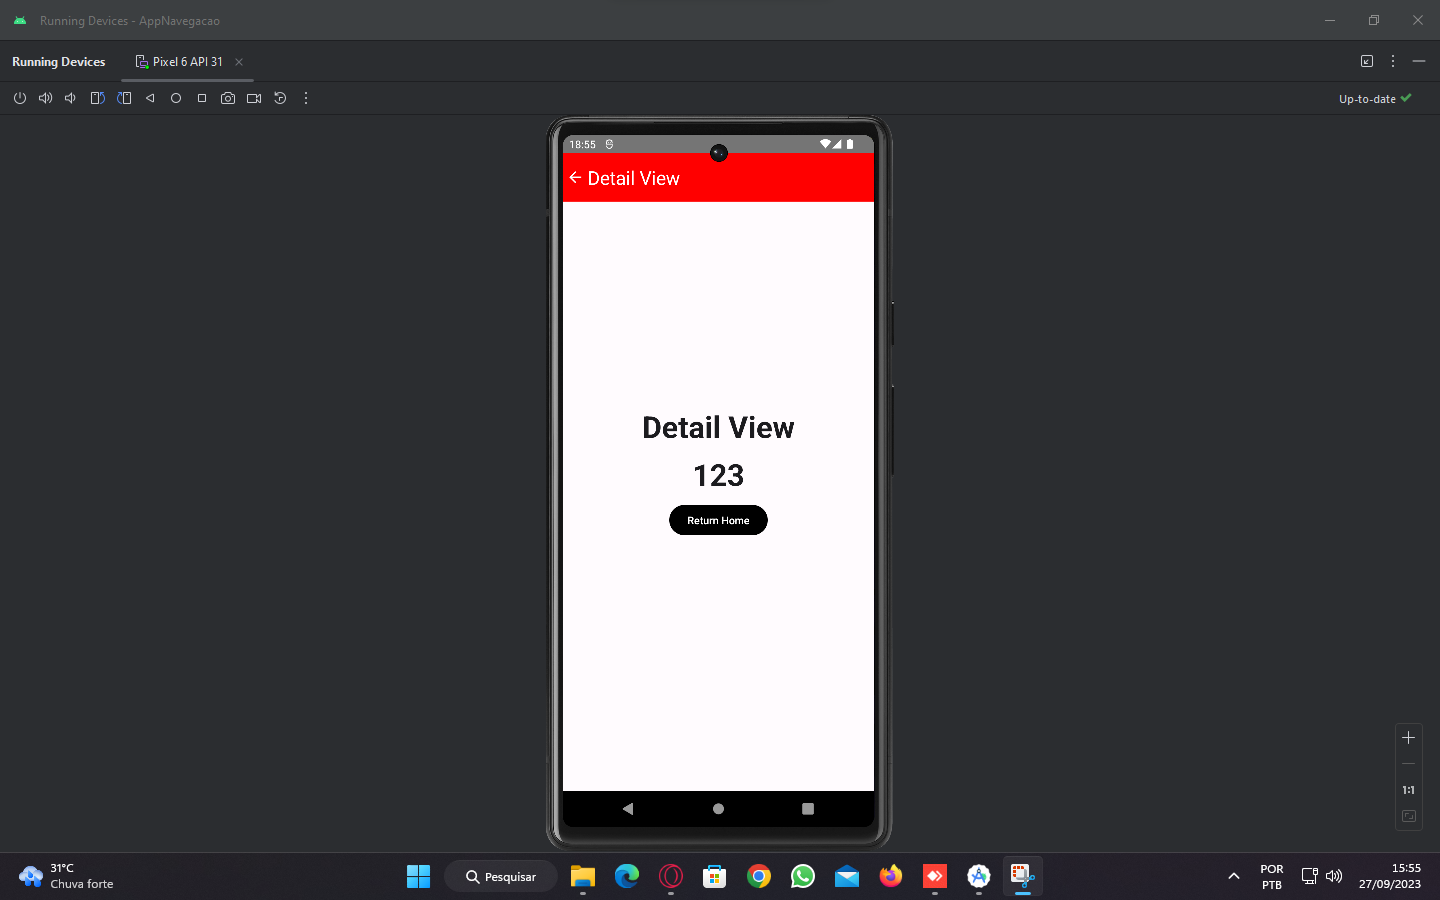 Running Devices - AppNavegacao
Running Devices
Pixel 6 API 31
Up-to-date
18:55
Detail View
Detail View
123
Return Home
1:1
31°C
Chuva forte
Pesquisar
POR
PTB
15:55
27/09/2023